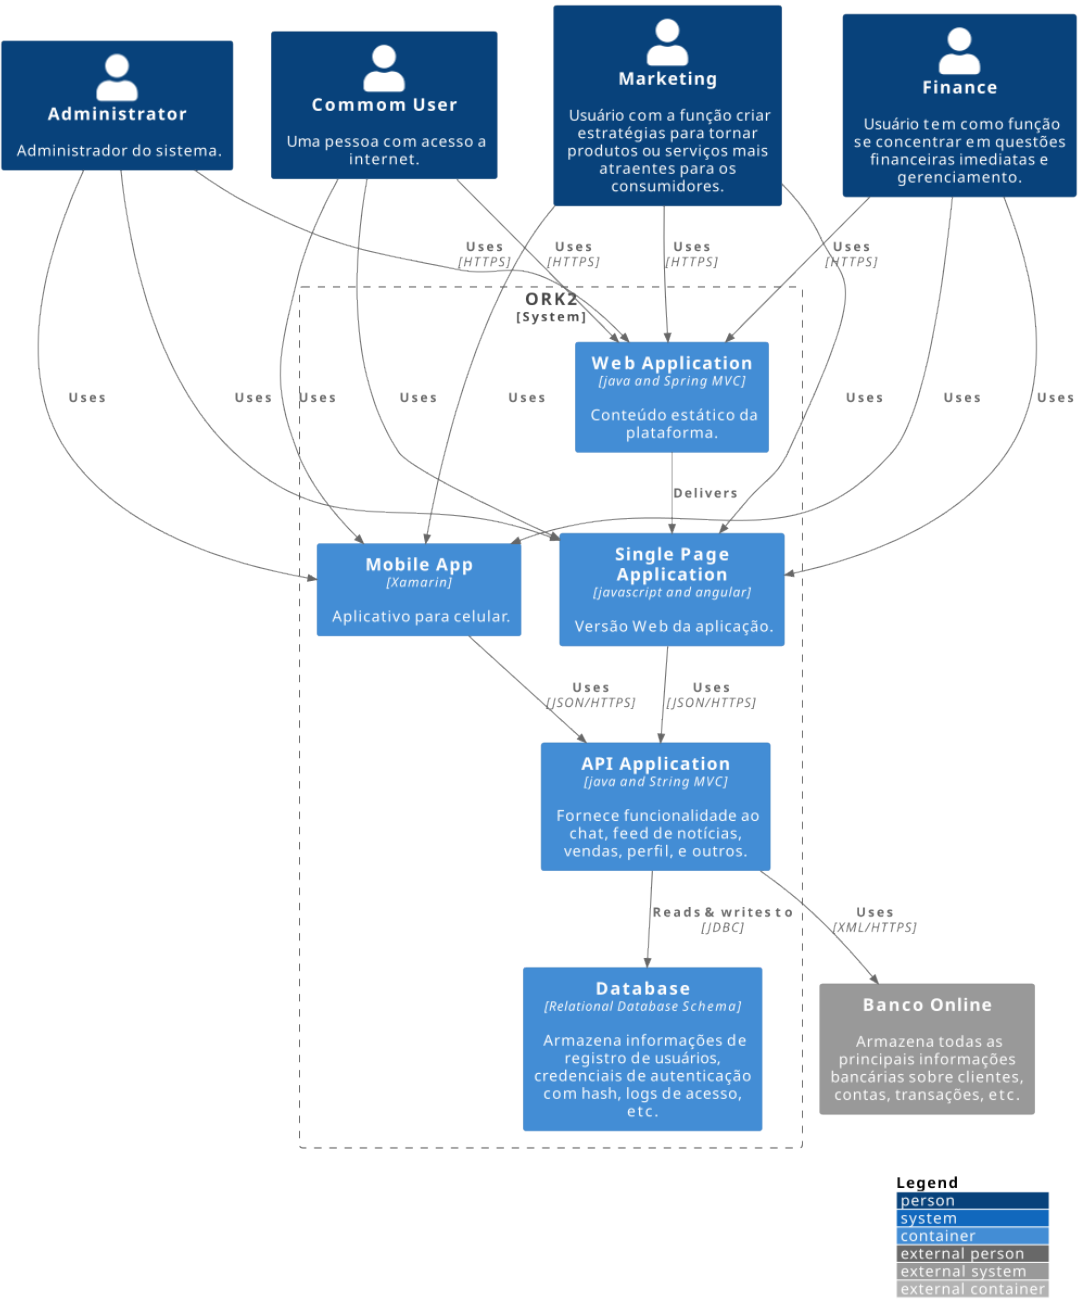 Administrator
Administrador do sistema.
Commom User
Uma pessoa com acesso a
internet.
Marketing
Usuário com a função criar
estratégias para tornar
produtos ou serviços mais
atraentes para os
consumidores.
Finance
Usuário tem como função
se concentrar em questões
financeiras imediatas e
gerenciamento.
Uses
[HTTPS]
Uses
[HTTPS]
Uses
[HTTPS]
Uses
[HTTPS]
ORK2
[System]
Web Application
[java and Spring MVC]
Conteúdo estático da
plataforma.
Uses
Uses
Uses
Uses
Uses
Uses
Uses
Uses
Delivers
Mobile App
[Xamarin]
Aplicativo para celular.
Single Page
Application
[javascript and angular]
Versão Web da aplicação.
Uses
[JSON/HTTPS]
Uses
[JSON/HTTPS]
API Application
[java and String MVC]
Fornece funcionalidade ao
chat, feed de notícias,
vendas, perfil, e outros.
Reads & writes to
[JDBC]
Uses
[XML/HTTPS]
Database
[Relational Database Schema]
Armazena informações de
registro de usuários,
credenciais de autenticação
com hash, logs de acesso,
etc.
Banco Online
Armazena todas as
principais informações
bancárias sobre clientes,
contas, transações, etc.
Legend
person
system
container
external person
external system
external container